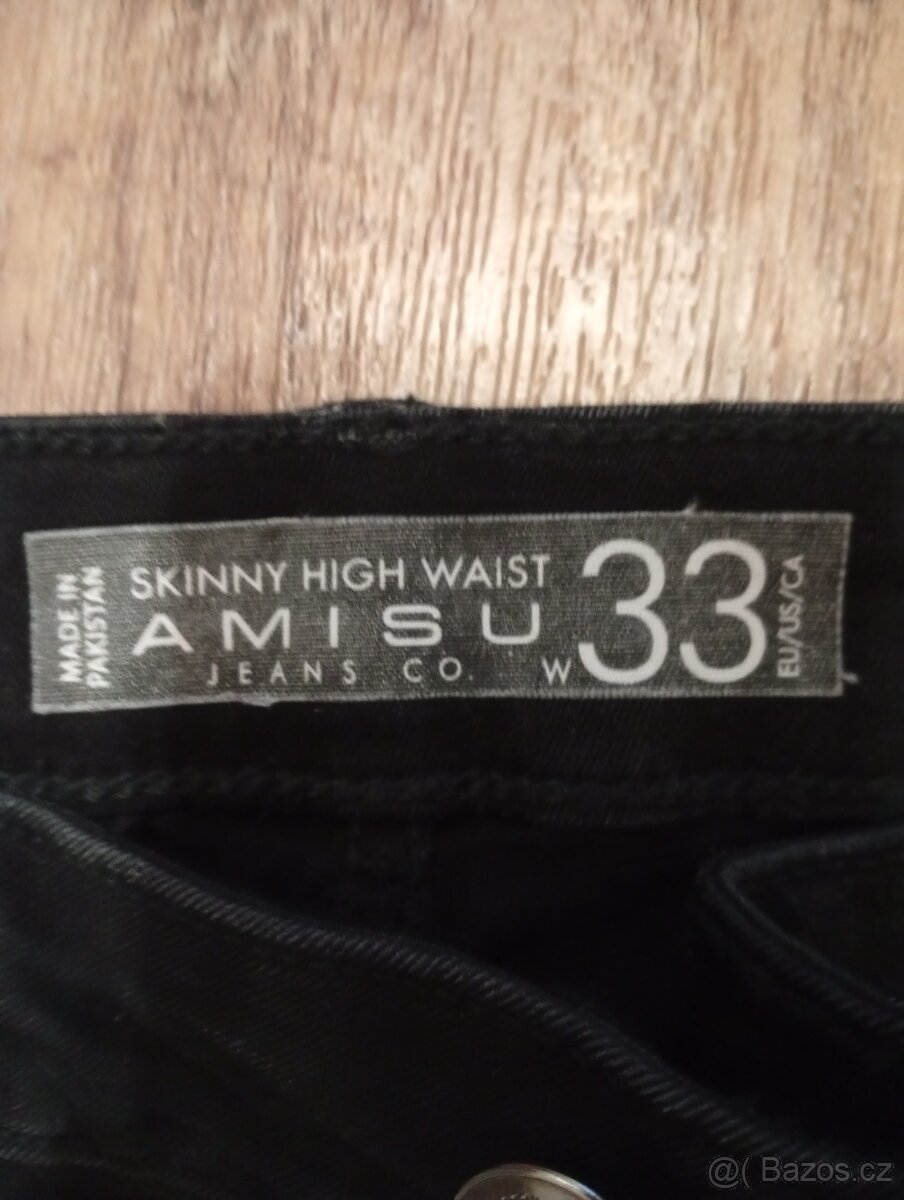 MADE IN
PAKISTAN
SKINNY HIGH WAIST
AMISU
JEANS CO.
W 33
EU/US/CA
@( Bazos.cz